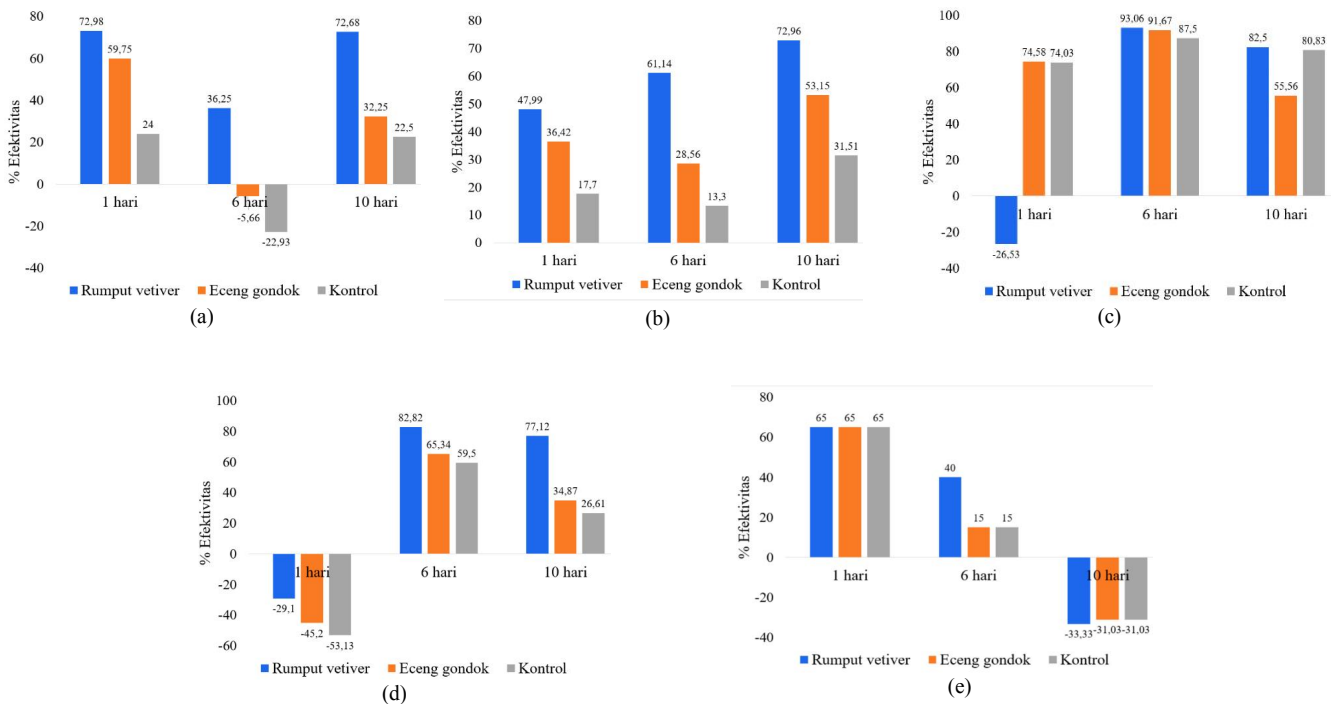 % Efektivitas
80
60
40
20
0
-20
-40
72,98
59,75
24
36,25
-5,66
-22,93
72,68
32,25
22,5
1 hari
6 hari
10 hari
Rumput vetiver
Eceng gondok
Kontrol
(a)
% Efektivitas
80
70
60
50
40
30
20
10
0
47,99
36,42
17,7
61,14
28,56
13,3
72,96
53,15
31,51
1 hari
6 hari
10 hari
Rumput vetiver
Eceng gondok
Kontrol
(b)
% Efektivitas
100
80
60
40
20
0
-20
-40
-26,53
74,58
74,03
93,06
91,67
87,5
82,5
55,56
80,83
1 hari
6 hari
10 hari
Rumput vetiver
Eceng gondok
Kontrol
(c)
% Efektivitas
100
80
60
40
20
0
-20
-40
-60
-29,1
-45,2
-53,13
82,82
65,34
59,5
77,12
34,87
26,61
1 hari
6 hari
10 hari
Rumput vetiver
Eceng gondok
Kontrol
(d)
% Efektivitas
80
60
40
20
0
-20
-40
65
65
65
40
15
15
-33,33
-31,03
-31,03
1 hari
6 hari
10 hari
Rumput vetiver
Eceng gondok
Kontrol
(e)